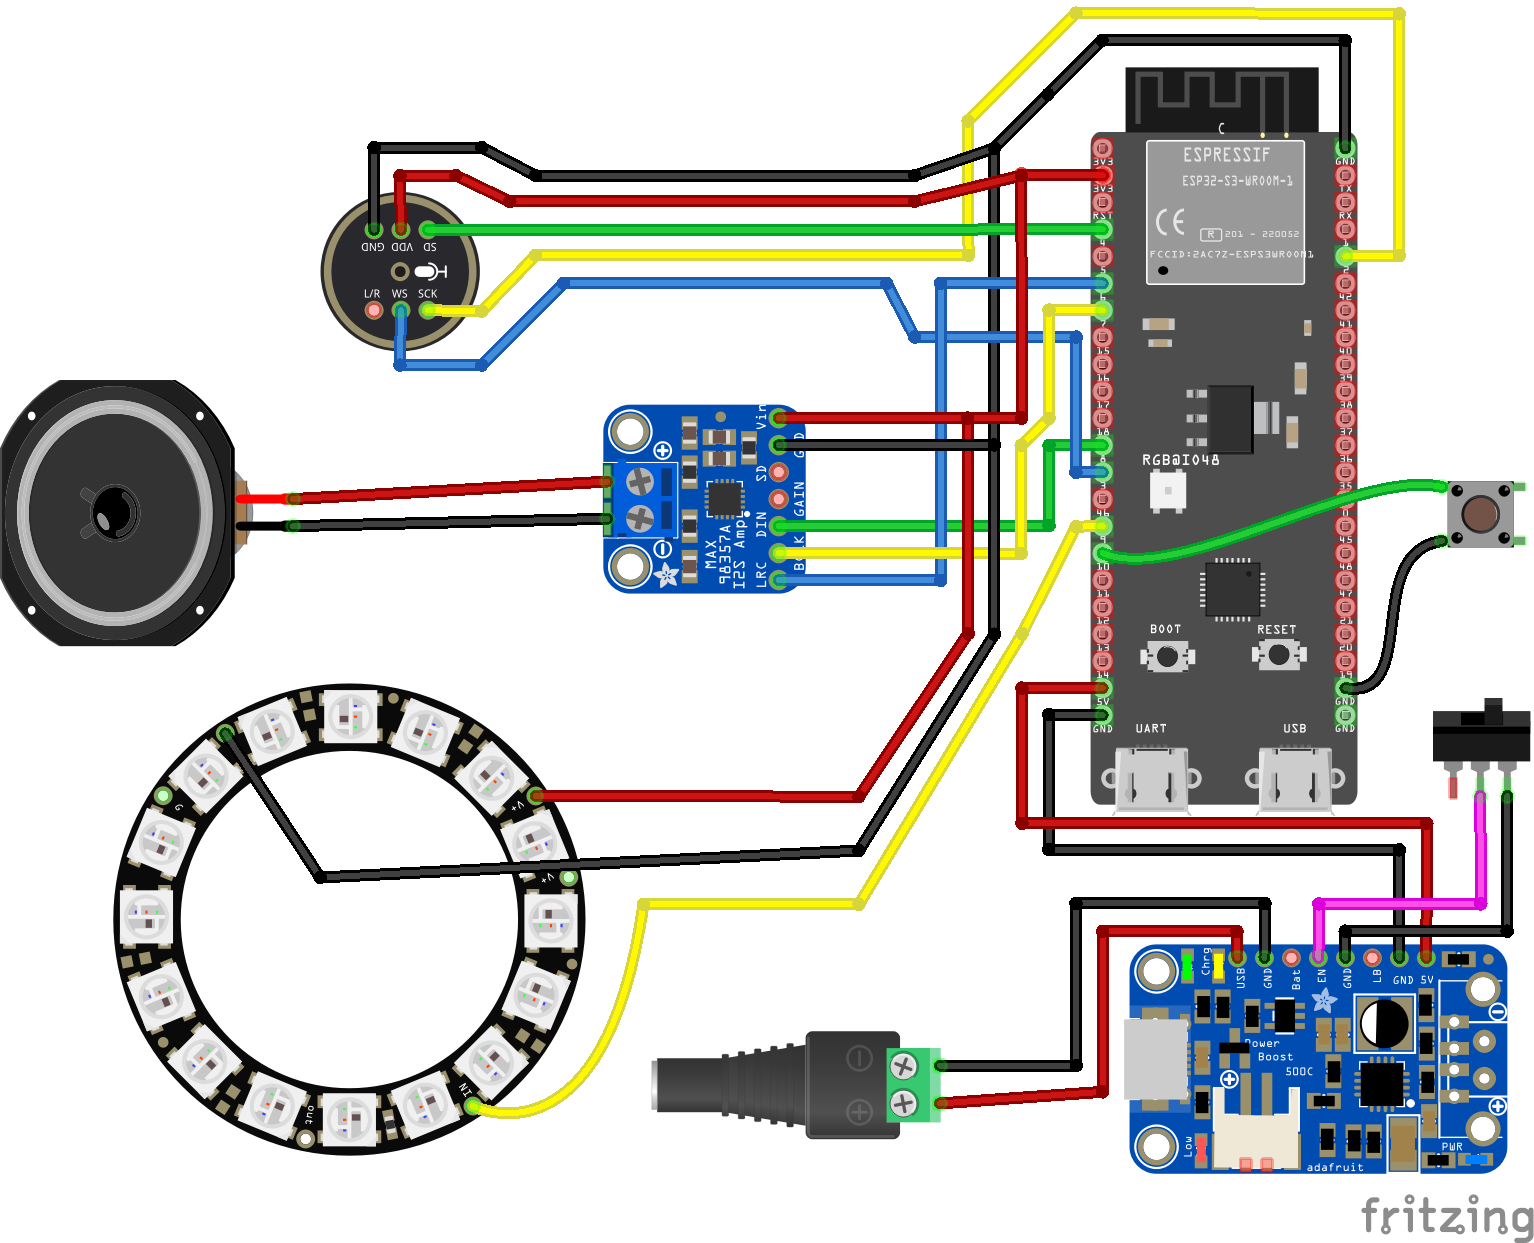 ESPRESSIF
ESP32-S3-WROOM-1
CE
R 201 - 220052
FCCID:2AC7Z-ESPS3WROOM1
C
3V3
3V3
RST
4
5
6
7
15
16
17
18
8
3
46
9
10
11
12
13
14
5V
GND
GND
TX
RX
1
2
42
41
40
39
38
37
36
35
0
45
48
47
21
20
19
GND
GND
RGB@IO48
BOOT
RESET
UART
USB
GND
VDD
SD
L/R
WS
SCK
Vin
GND
SD
GAIN
DIN
BCLK
LRC
MAX
98357A
I2S Amp
G
V+
V+
IN
out
Chrg
USB
GND
Bat
EN
GND
LB
GND
5V
Power
Boost
500C
Low
PWR
adafruit
fritzing